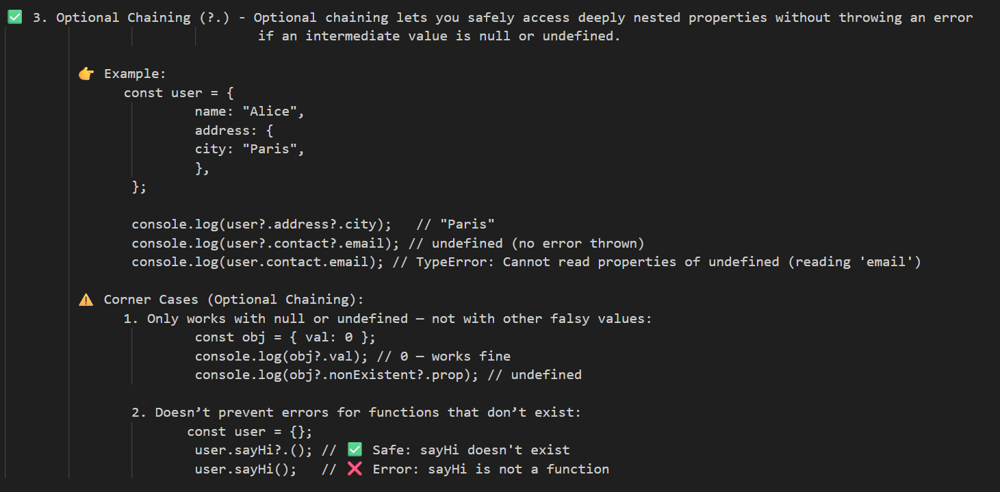 ✅ 3. Optional Chaining (?.) - Optional chaining lets you safely access deeply nested properties without throwing an error
if an intermediate value is null or undefined.
👉 Example:
const user = {
name: "Alice",
address: {
city: "Paris",
},
};
console.log(user?.address?.city);   // "Paris"
console.log(user?.contact?.email); // undefined (no error thrown)
console.log(user.contact.email); // TypeError: Cannot read properties of undefined (reading 'email')
⚠️ Corner Cases (Optional Chaining):
1. Only works with null or undefined — not with other falsy values:
const obj = { val: 0 };
console.log(obj?.val); // 0 — works fine
console.log(obj?.nonExistent?.prop); // undefined
2. Doesn’t prevent errors for functions that don’t exist:
const user = {};
user.sayHi?.(); // ✅ Safe: sayHi doesn't exist
user.sayHi();   // ❌ Error: sayHi is not a function